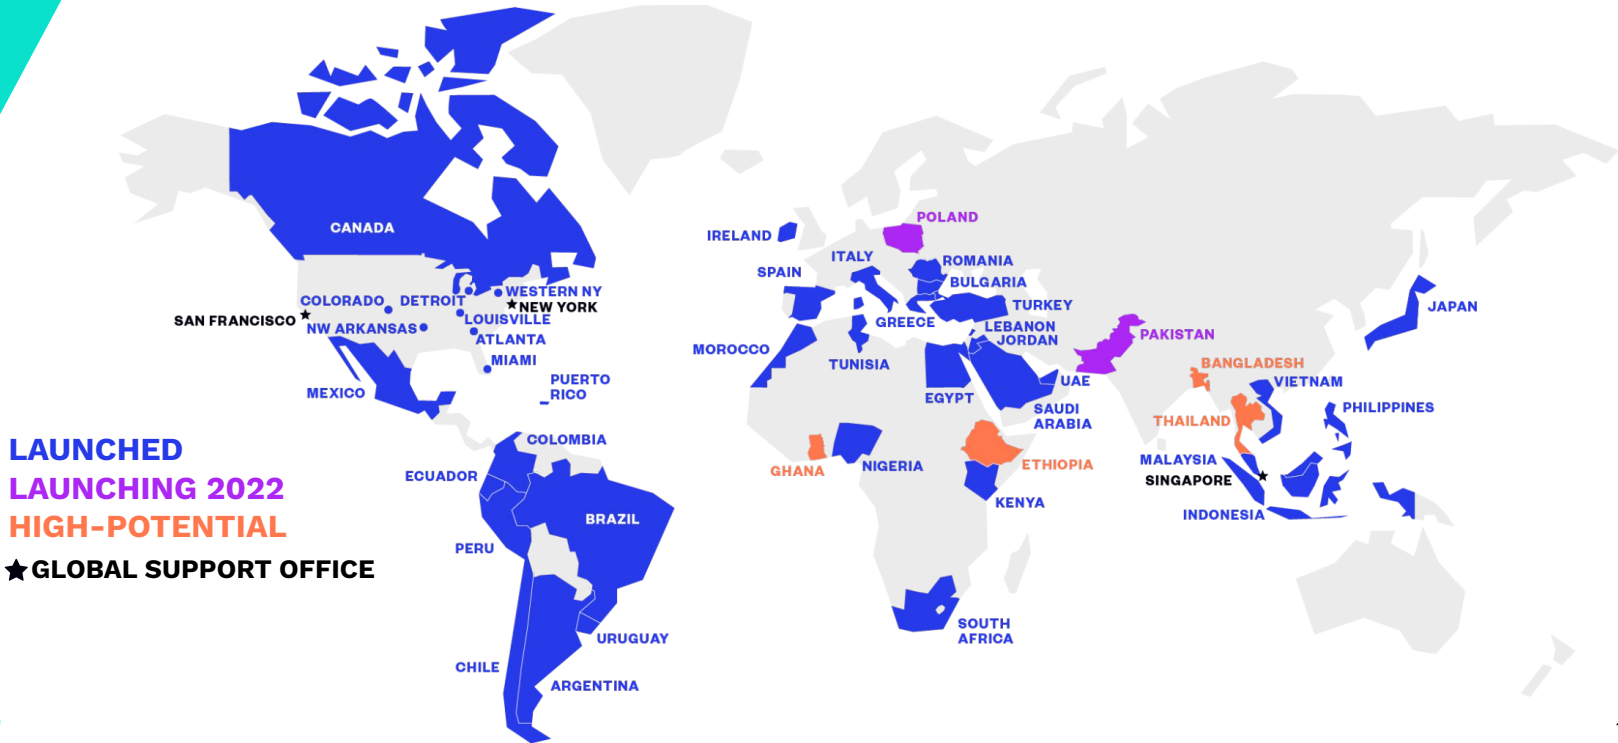 CANADA
POLAND
IRELAND
ITALY
ROMANIA
SPAIN
BULGARIA
COLORADO
DETROIT
WESTERN NY
NEW YORK
SAN FRANCISCO
NW ARKANSAS
LOUISVILLE
ATLANTA
MIAMI
TURKEY
GREECE
LEBANON
JORDAN
JAPAN
PAKISTAN
MOROCCO
TUNISIA
BANGLADESH
MEXICO
PUERTO
RICO
EGYPT
UAE
VIETNAM
SAUDI
ARABIA
PHILIPPINES
THAILAND
COLOMBIA
LAUNCHED
ECUADOR
GHANA
NIGERIA
ETHIOPIA
MALAYSIA
SINGAPORE
LAUNCHING 2022
KENYA
INDONESIA
BRAZIL
HIGH-POTENTIAL
PERU
GLOBAL SUPPORT OFFICE
URUGUAY
SOUTH
AFRICA
CHILE
ARGENTINA